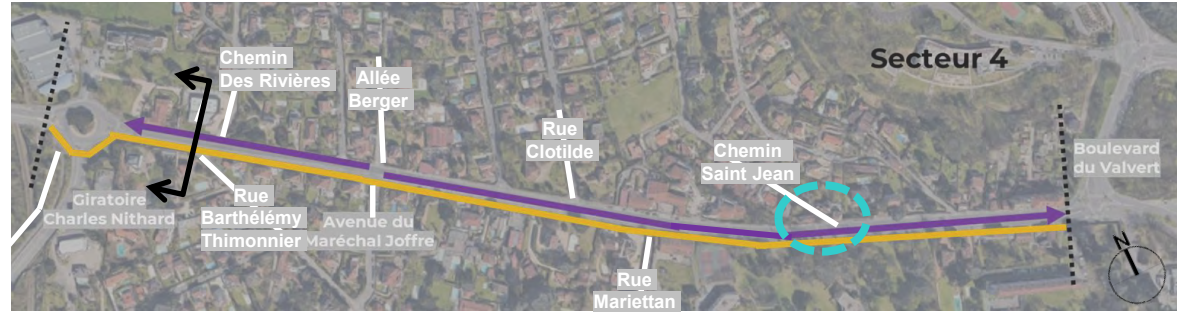 Secteur 4
Chemin
Des Rivières
Allée
Berger
Rue
Clotilde
Chemin
Saint Jean
Boulevard
du Valvert
Giratoire
Charles Nithard
Rue
Barthélémy
Thimonnier
Avenue du
Maréchal Joffre
Rue
Mariettan
N